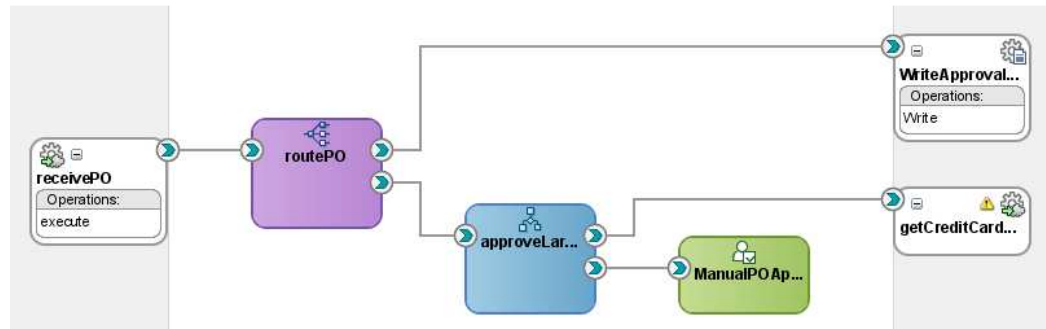 WriteApproval...
Operations:
Write
routePO
receivePO
Operations:
execute
getCreditCard...
approveLar...
ManualPOAp...